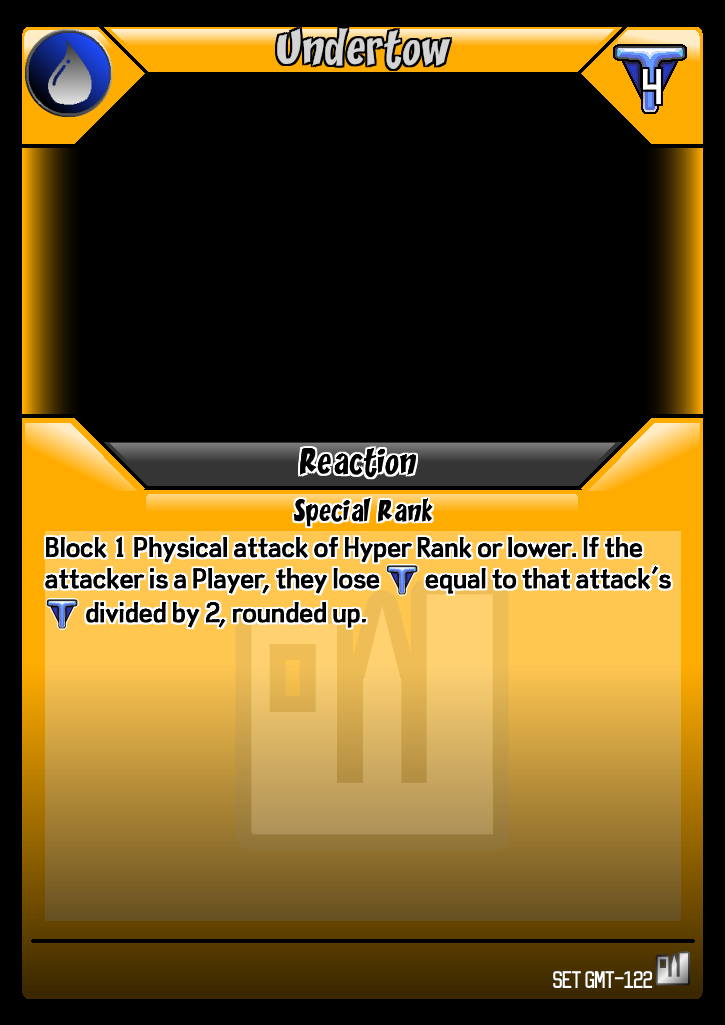 Undertow
4
Reaction
Special Rank
Block 1 Physical attack of Hyper Rank or lower. If the
attacker is a Player, they lose T equal to that attack's
T divided by 2, rounded up.
SET GMT-122